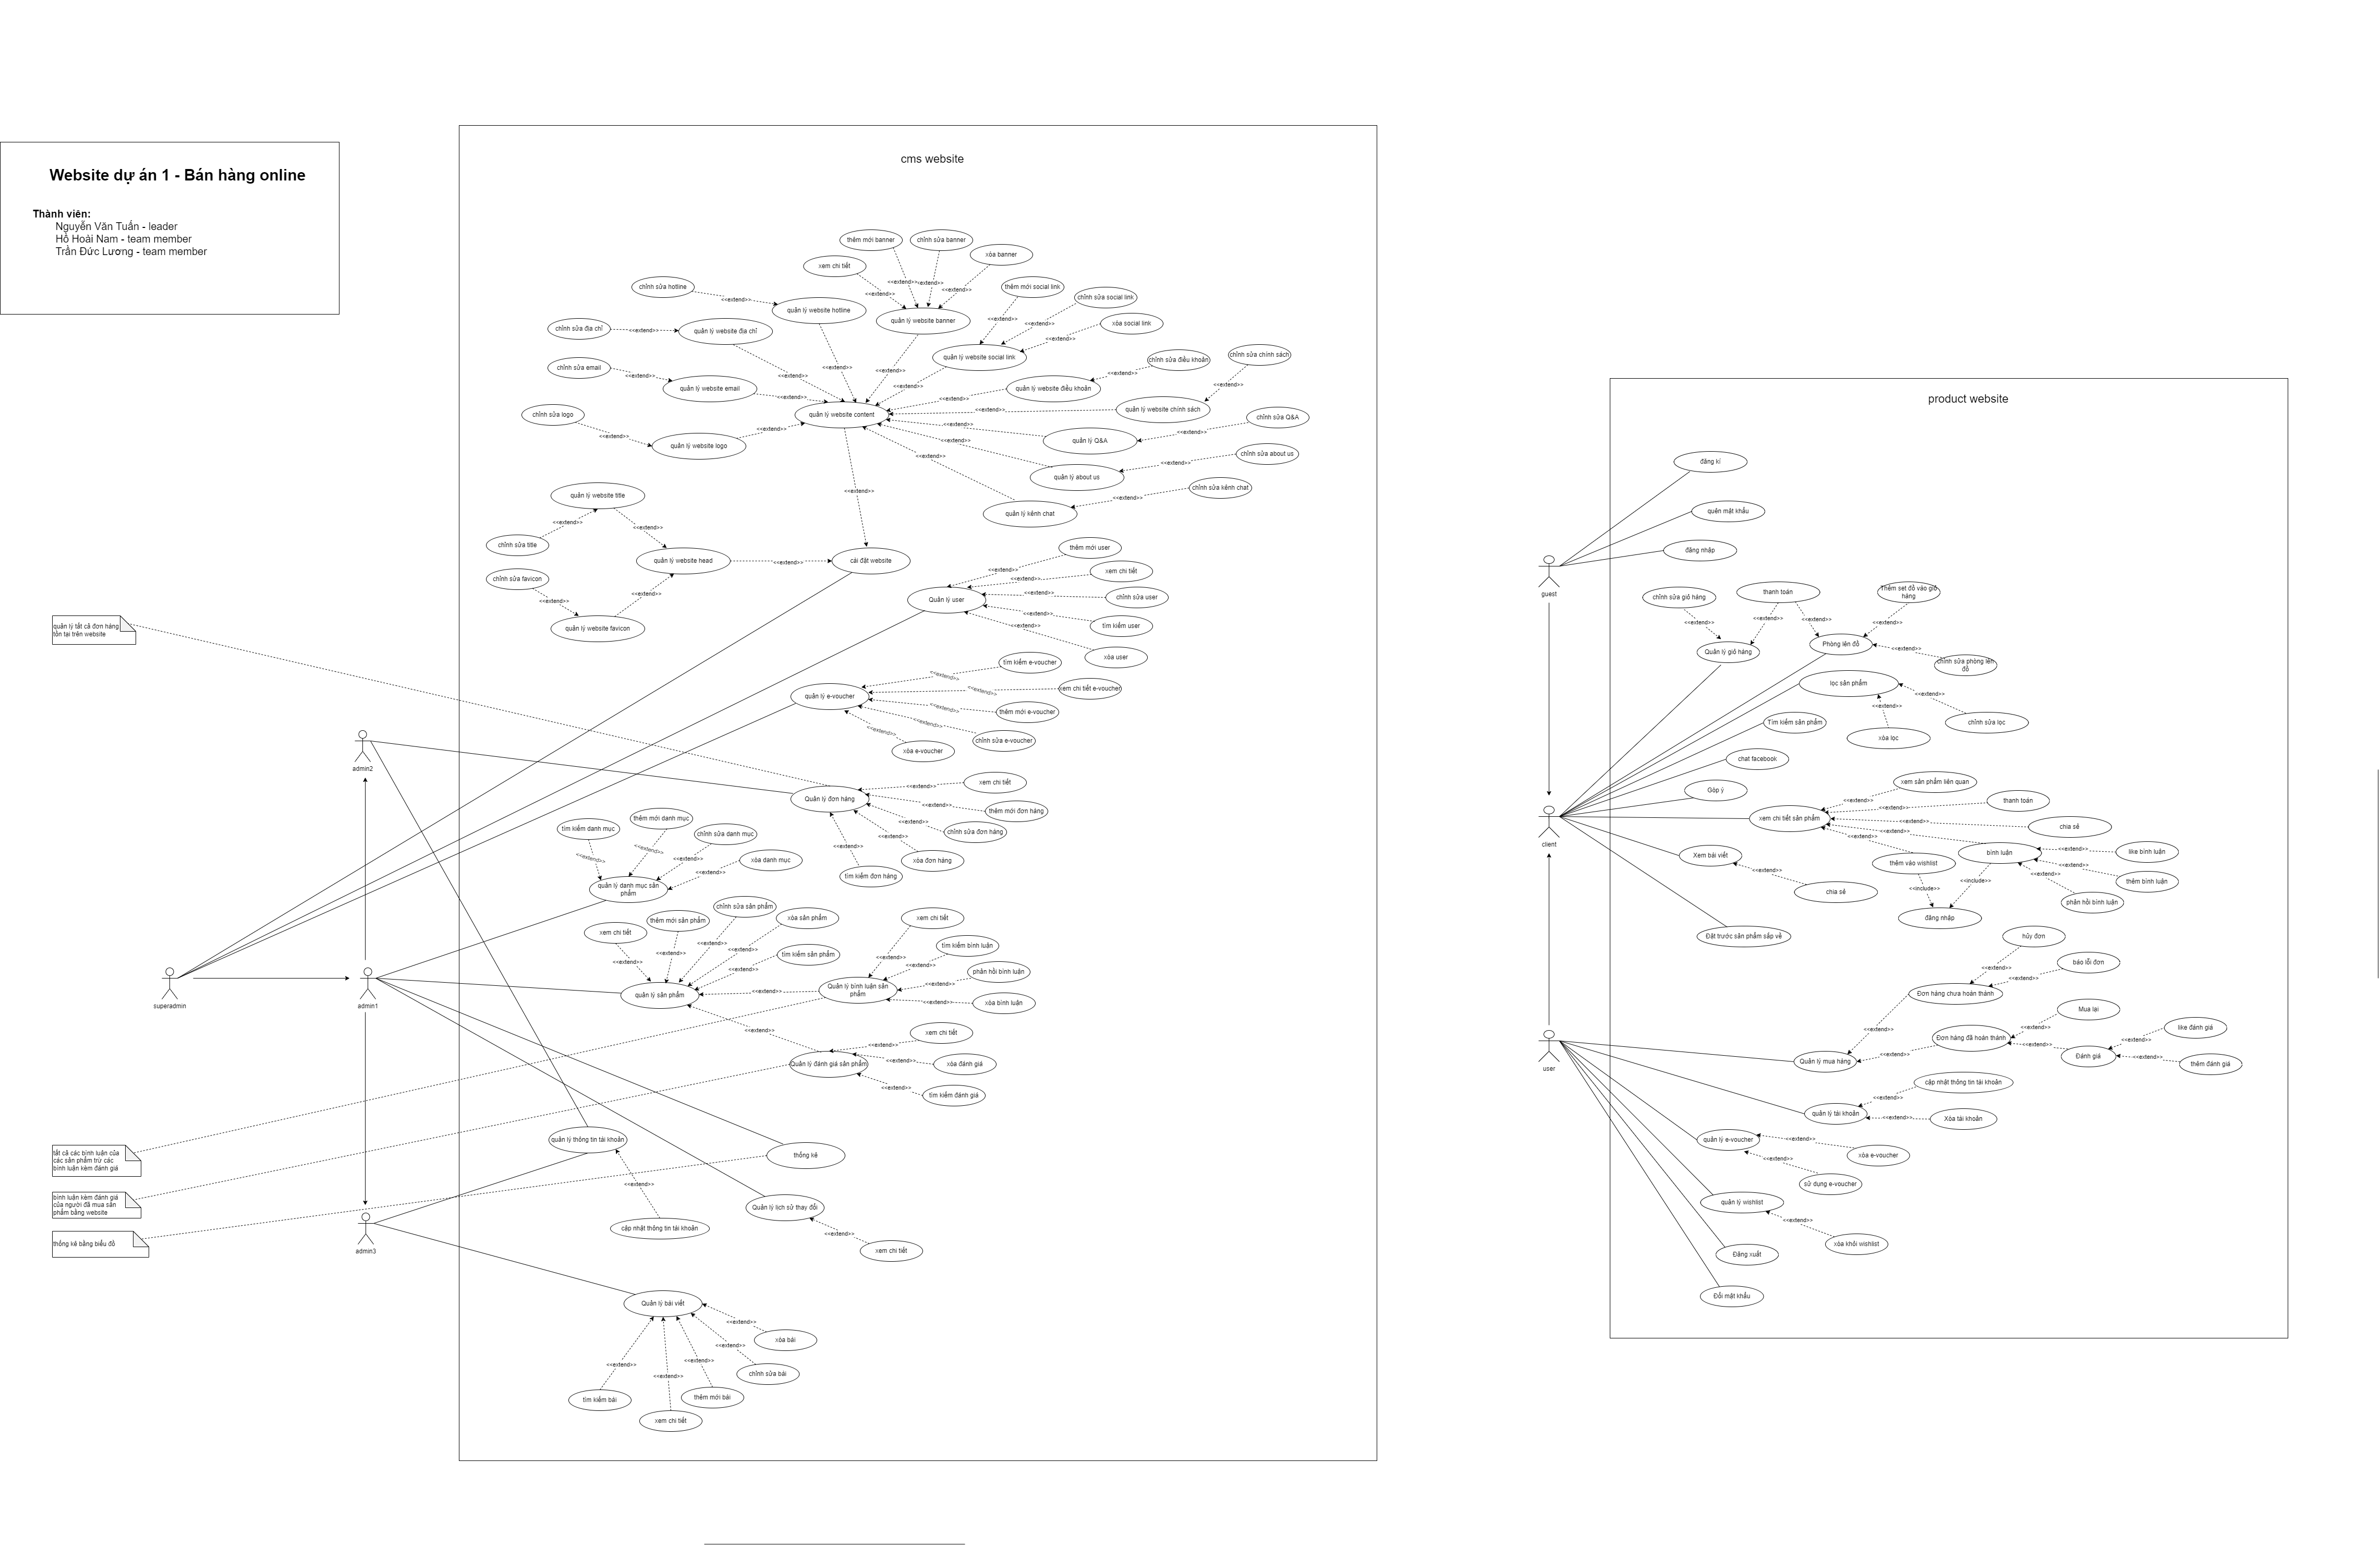 Website dự án 1 - Bán hàng online
Thành viên:
Nguyễn Văn Tuấn - leader
Hồ Hoài Nam - team member
Trần Đức Lương - team member
cms website
thêm mới banner
chỉnh sửa banner
xóa banner
xem chi tiết
<<extend>>
<<extend>>
<<extend>>
<<extend>>
chỉnh sửa hotline
<<extend>>
quản lý website hotline
quản lý website banner
thêm mới social link
chỉnh sửa social link
xóa social link
<<extend>>
<<extend>>
<<extend>>
quản lý website social link
chỉnh sửa địa chỉ
<<extend>>
quản lý website địa chỉ
<<extend>>
<<extend>>
<<extend>>
<<extend>>
chỉnh sửa email
<<extend>>
quản lý website email
<<extend>>
chỉnh sửa điều khoản
<<extend>>
quản lý website điều khoản
<<extend>>
chỉnh sửa chính sách
<<extend>>
quản lý website chính sách
<<extend>>
chỉnh sửa logo
<<extend>>
quản lý website logo
<<extend>>
quản lý website content
chỉnh sửa Q&A
<<extend>>
quản lý Q&A
<<extend>>
chỉnh sửa about us
<<extend>>
quản lý about us
<<extend>>
chỉnh sửa kênh chat
<<extend>>
quản lý kênh chat
<<extend>>
<<extend>>
quản lý website title
<<extend>>
<<extend>>
chỉnh sửa title
quản lý website head
<<extend>>
cài đặt website
chỉnh sửa favicon
<<extend>>
<<extend>>
quản lý website favicon
thêm mới user
<<extend>>
xem chi tiết
<<extend>>
chỉnh sửa user
<<extend>>
Quản lý user
tìm kiếm user
<<extend>>
xóa user
<<extend>>
quản lý tất cả đơn hàng
tồn tại trên website
tìm kiếm e-voucher
<<extend>>
xem chi tiết e-voucher
<<extend>>
quản lý e-voucher
thêm mới e-voucher
<<extend>>
chỉnh sửa e-voucher
<<extend>>
xóa e-voucher
<<extend>>
admin2
xem chi tiết
<<extend>>
Quản lý đơn hàng
thêm mới đơn hàng
<<extend>>
chỉnh sửa đơn hàng
<<extend>>
xóa đơn hàng
<<extend>>
tìm kiếm đơn hàng
<<extend>>
tìm kiếm danh mục
thêm mới danh mục
chỉnh sửa danh mục
xóa danh mục
<<extend>>
<<extend>>
<<extend>>
<<extend>>
quản lý danh mục sản
phẩm
xem chi tiết
thêm mới sản phẩm
chỉnh sửa sản phẩm
xóa sản phẩm
tìm kiếm sản phẩm
<<extend>>
<<extend>>
<<extend>>
<<extend>>
<<extend>>
quản lý sản phẩm
<<extend>>
Quản lý bình luận sản
phẩm
xem chi tiết
<<extend>>
tìm kiếm bình luận
<<extend>>
phản hồi bình luận
<<extend>>
xóa bình luận
<<extend>>
superadmin
admin1
<<extend>>
Quản lý đánh giá sản phẩm
xem chi tiết
<<extend>>
xóa đánh giá
<<extend>>
tìm kiếm đánh giá
<<extend>>
tất cả các bình luận của
các sản phẩm trừ các
bình luận kèm đánh giá
bình luận kèm đánh giá
của người đã mua sản
phẩm bằng website
thống kê bằng biểu đồ
quản lý thông tin tài khoản
<<extend>>
cập nhật thông tin tài khoản
thống kê
Quản lý lịch sử thay đổi
<<extend>>
xem chi tiết
admin3
Quản lý bài viết
<<extend>>
xóa bài
<<extend>>
chỉnh sửa bài
<<extend>>
thêm mới bài
<<extend>>
xem chi tiết
<<extend>>
tìm kiếm bài
product website
đăng kí
quên mật khẩu
đăng nhập
guest
chỉnh sửa giỏ hàng
<<extend>>
thanh toán
<<extend>>
<<extend>>
Thêm set đồ vào giỏ
hàng
<<extend>>
Quản lý giỏ hàng
Phòng lên đồ
<<extend>>
chỉnh sửa phòng lên
đồ
lọc sản phẩm
<<extend>>
<<extend>>
chỉnh sửa lọc
xóa lọc
Tìm kiếm sản phẩm
chat facebook
Góp ý
client
xem chi tiết sản phẩm
xem sản phẩm liên quan
<<extend>>
thanh toán
<<extend>>
chia sẻ
<<extend>>
<<extend>>
<<extend>>
bình luận
like bình luận
<<extend>>
thêm bình luận
<<extend>>
phản hồi bình luận
<<extend>>
thêm vào wishlist
<<include>>
<<include>>
đăng nhập
Xem bài viết
<<extend>>
chia sẻ
Đặt trước sản phẩm sắp về
hủy đơn
<<extend>>
báo lỗi đơn
<<extend>>
Đơn hàng chưa hoàn thành
<<extend>>
Mua lại
<<extend>>
Đơn hàng đã hoàn thành
<<extend>>
like đánh giá
<<extend>>
Đánh giá
<<extend>>
<<extend>>
thêm đánh giá
Quản lý mua hàng
user
cập nhật thông tin tài khoản
<<extend>>
quản lý tài khoản
<<extend>>
Xóa tài khoản
quản lý e-voucher
<<extend>>
xóa e-voucher
<<extend>>
sử dụng e-voucher
quản lý wishlist
<<extend>>
xóa khỏi wishlist
Đăng xuất
Đổi mật khẩu